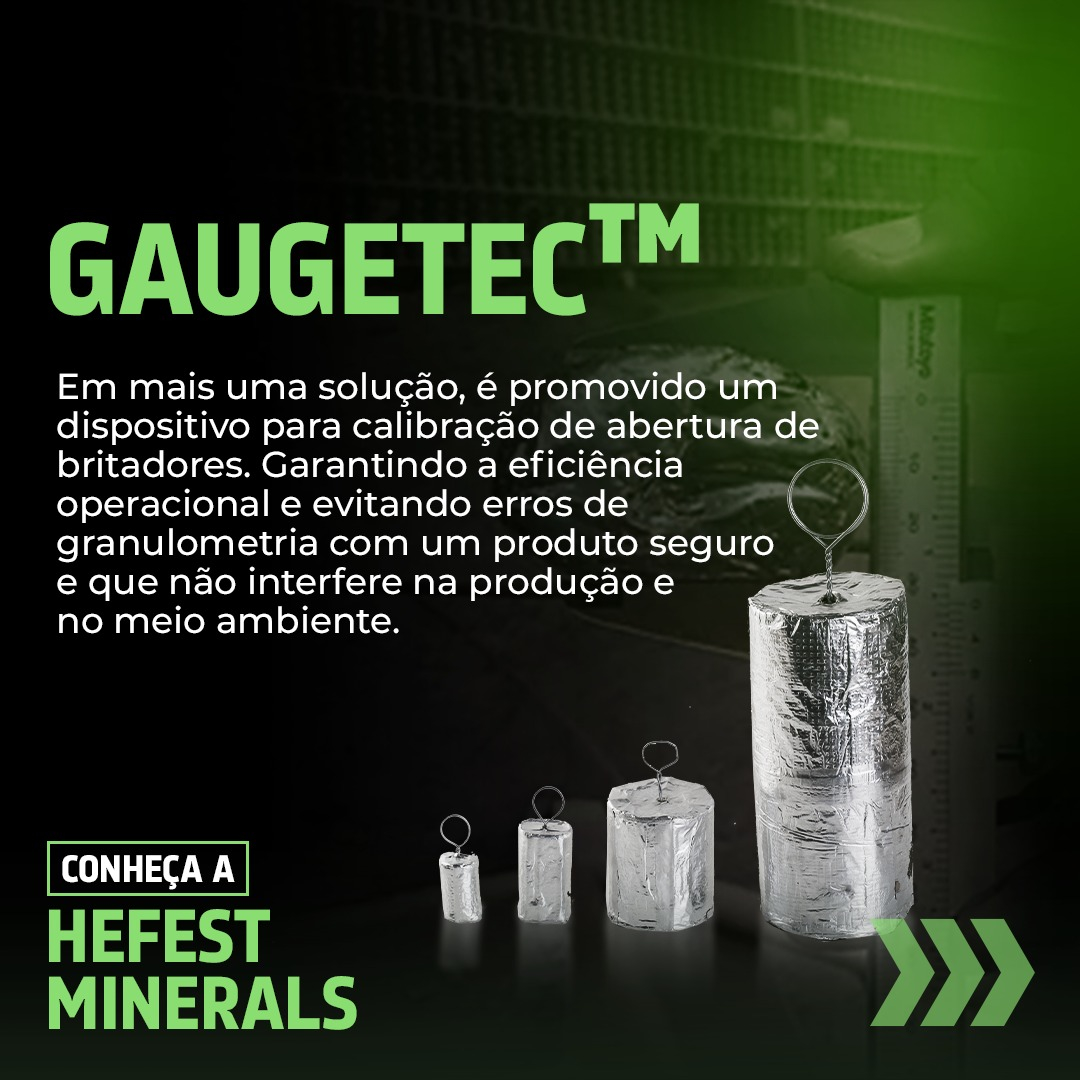 GAUGETEC™
Em mais uma solução, é promovido um
dispositivo para calibração de abertura de
britadores. Garantindo a eficiência
operacional e evitando erros de
granulometria com um produto seguro
e que não interfere na produção e
no meio ambiente.
CONHEÇA A
HEFEST
MINERALS